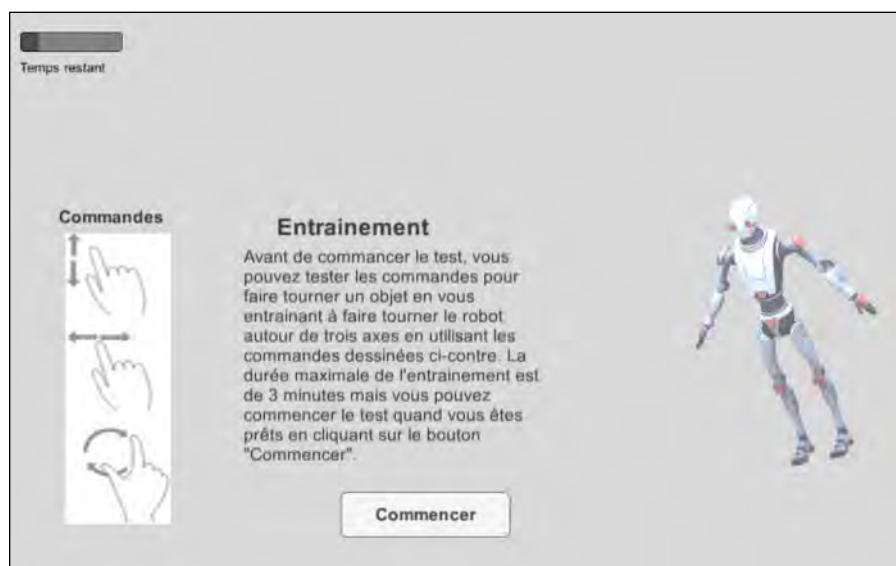 Temps restant
Commandes
Entrainement
Avant de commancer le test, vous
pouvez tester les commandes pour
faire tourner un objet en vous
entrainant à faire tourner le robot
autour de trois axes en utilisant les
commandes dessinées ci-contre. La
durée maximale de l'entrainement est
de 3 minutes mais vous pouvez
commencer le test quand vous êtes
prêts en cliquant sur le bouton
"Commencer".
Commencer